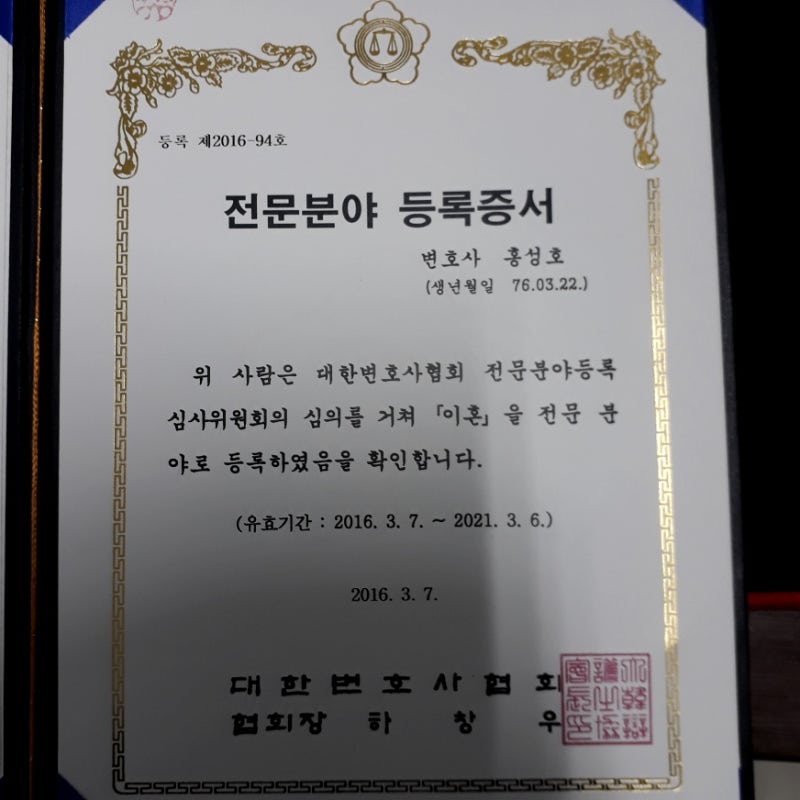 등록 제2016-94호
전문분야 등록증서
변호사 홍성호
(생년월일 76.03.22.)
위 사람은 대한변호사협회 전문분야등록
심사위원회의 심의를 거쳐 「이혼」을 전문 분
야로 등록하였음을 확인합니다.
(유효기간 : 2016. 3. 7. ~ 2021. 3. 6.)
2016. 3. 7.
대한변호사협회
협회장 하창우